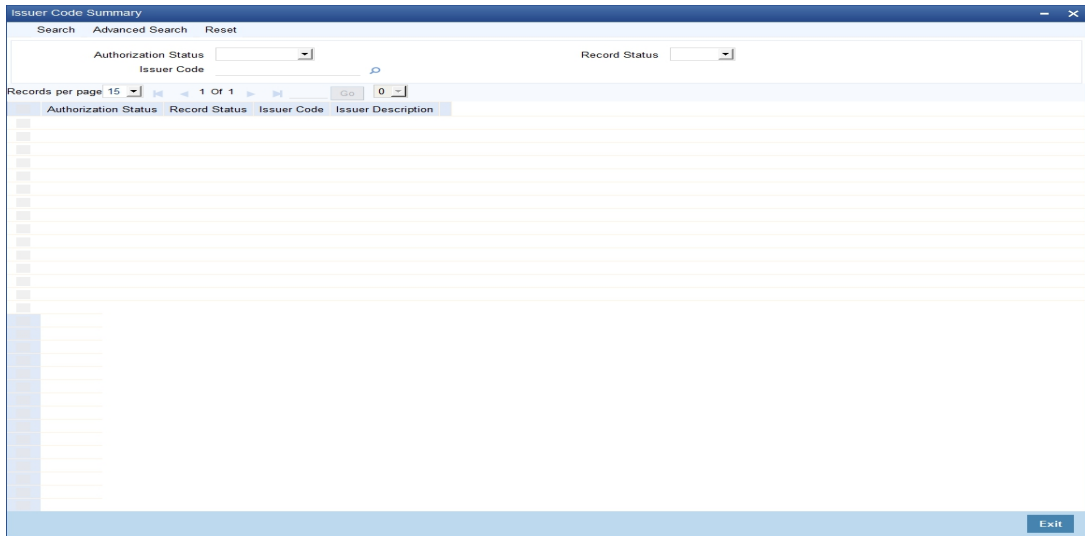 Issuer Code Summary
Search Advanced Search Reset
Authorization Status Record Status
Issuer Code
Records per page 15 1 Of 1 Go 0
Authorization Status Record Status Issuer Code Issuer Description
Exit